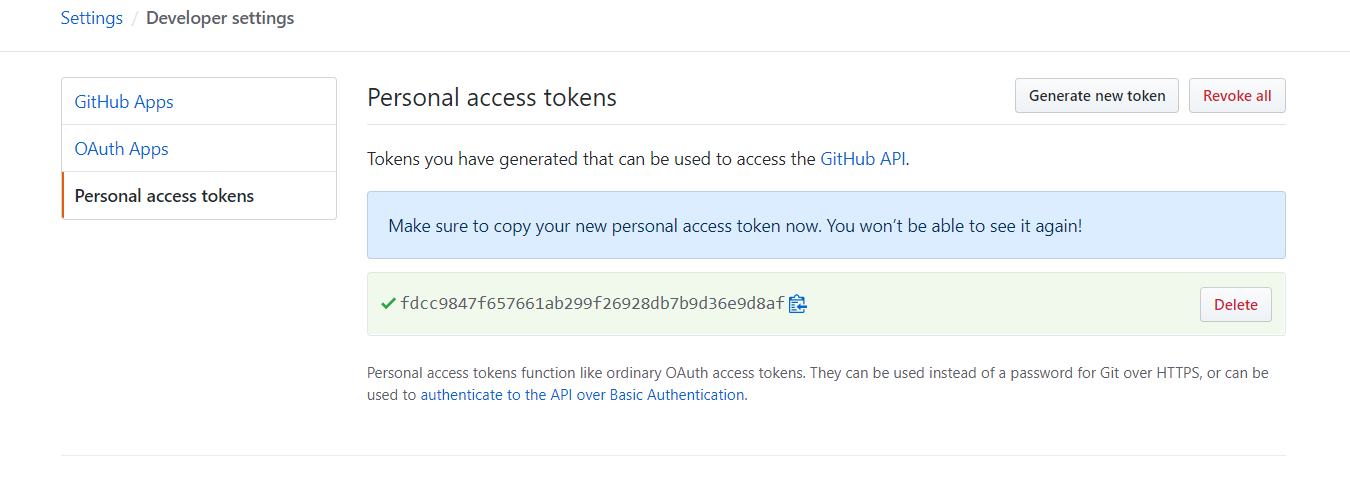 Settings / Developer settings
GitHub Apps
OAuth Apps
Personal access tokens
Personal access tokens
Generate new token
Revoke all
Tokens you have generated that can be used to access the GitHub API.
Make sure to copy your new personal access token now. You won't be able to see it again!
fdcc9847f657661ab299f26928db7b9d36e9d8af
Delete
Personal access tokens function like ordinary OAuth access tokens. They can be used instead of a password for Git over HTTPS, or can be
used to authenticate to the API over Basic Authentication.